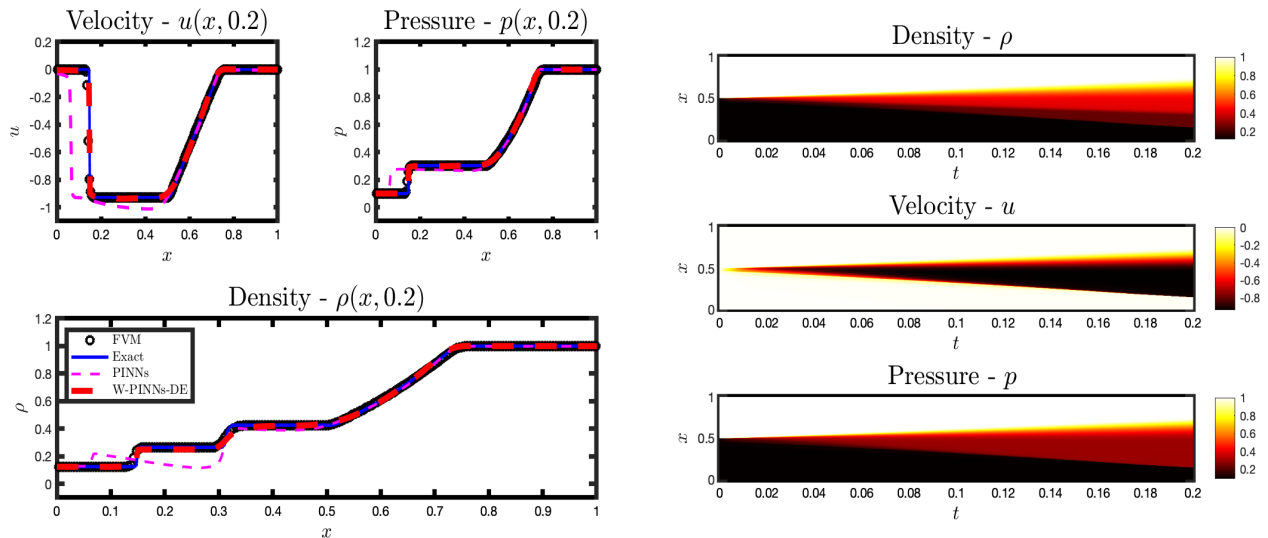 Velocity - u(x, 0.2)
0.2
0
-0.2
-0.4
-0.6
-0.8
-1
u
0 0.2 0.4 0.6 0.8 1
x
Pressure - p(x, 0.2)
1.2
1
0.8
0.6
0.4
0.2
0
p
0 0.2 0.4 0.6 0.8 1
x
Density - ρ(x, 0.2)
1.2
1
0.8
0.6
0.4
0.2
0
ρ
FVM
Exact
PINNs
W-PINNs-DE
0 0.1 0.2 0.3 0.4 0.5 0.6 0.7 0.8 0.9 1
x
Density - ρ
1
0.5
0
x
0 0.02 0.04 0.06 0.08 0.1 0.12 0.14 0.16 0.18 0.2
t
1
0.8
0.6
0.4
0.2
Velocity - u
1
0.5
0
x
0 0.02 0.04 0.06 0.08 0.1 0.12 0.14 0.16 0.18 0.2
t
0
-0.2
-0.4
-0.6
-0.8
Pressure - p
1
0.5
0
x
0 0.02 0.04 0.06 0.08 0.1 0.12 0.14 0.16 0.18 0.2
t
1
0.8
0.6
0.4
0.2